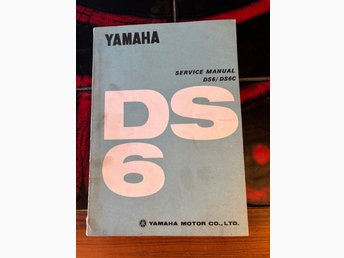 YAMAHA
SERVICE MANUAL
DS6/DS6C
DS
6
YAMAHA MOTOR CO., LTD.